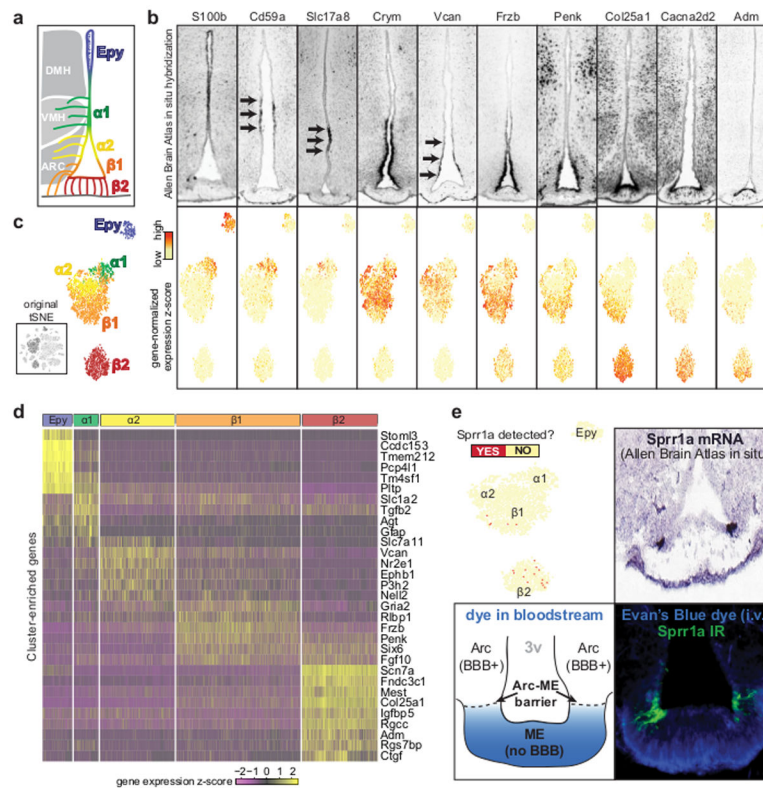 a
Epy
DMH
α1
VMH
α2
ARC
β1
β2
b
S100b Cd59a Slc17a8 Crym Vcan Frzb Penk Col25a1 Cacna2d2 Adm
Allen Brain Atlas in situ hybridization
low high
gene-normalized
expression z-score
c
Epy
α2
α1
original
tSNE
β1
β2
d
Epy α1 α2 β1 β2
Cluster-enriched genes
Stoml3
Ccdc153
Tmem212
Pcp4l1
Tm4sf1
Pltp
Slc1a2
Tgfb2
Agt
Gfap
Slc7a11
Vcan
Nr2e1
Ephb1
P3h2
Nell2
Gria2
Rlbp1
Frzb
Penk
Six6
Fgf10
Scn7a
Fndc3c1
Mest
Col25a1
Igfbp5
Rgcc
Adm
Rgs7bp
Ctgf
gene expression z-score
−2 −1 0 1 2
e
Sprr1a detected?
YES NO
Epy
α1
α2
β1
β2
Sprr1a mRNA
(Allen Brain Atlas in situ
dye in bloodstream
Arc
(BBB+)
3v
Arc
(BBB+)
Arc-ME
barrier
ME
(no BBB)
Evan's Blue dye (i.v.
Sprr1a IR